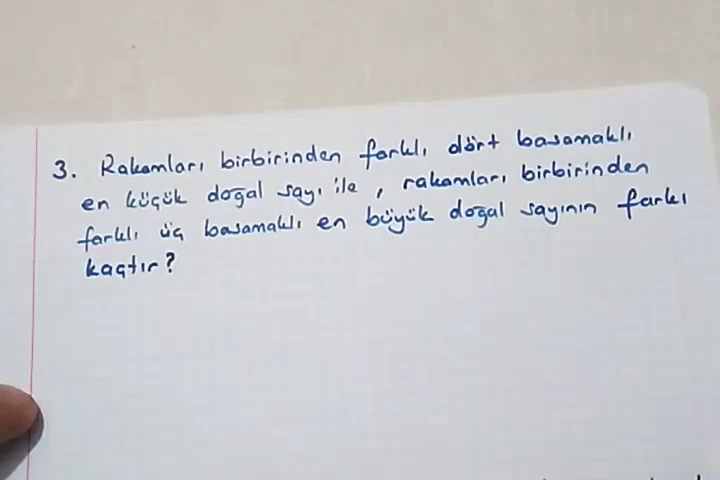 3. Rakamları birbirinden farklı dört basamaklı
en küçük doğal sayı ile, rakamları birbirinden
farklı üç basamaklı en büyük doğal sayının farkı
kaçtır?